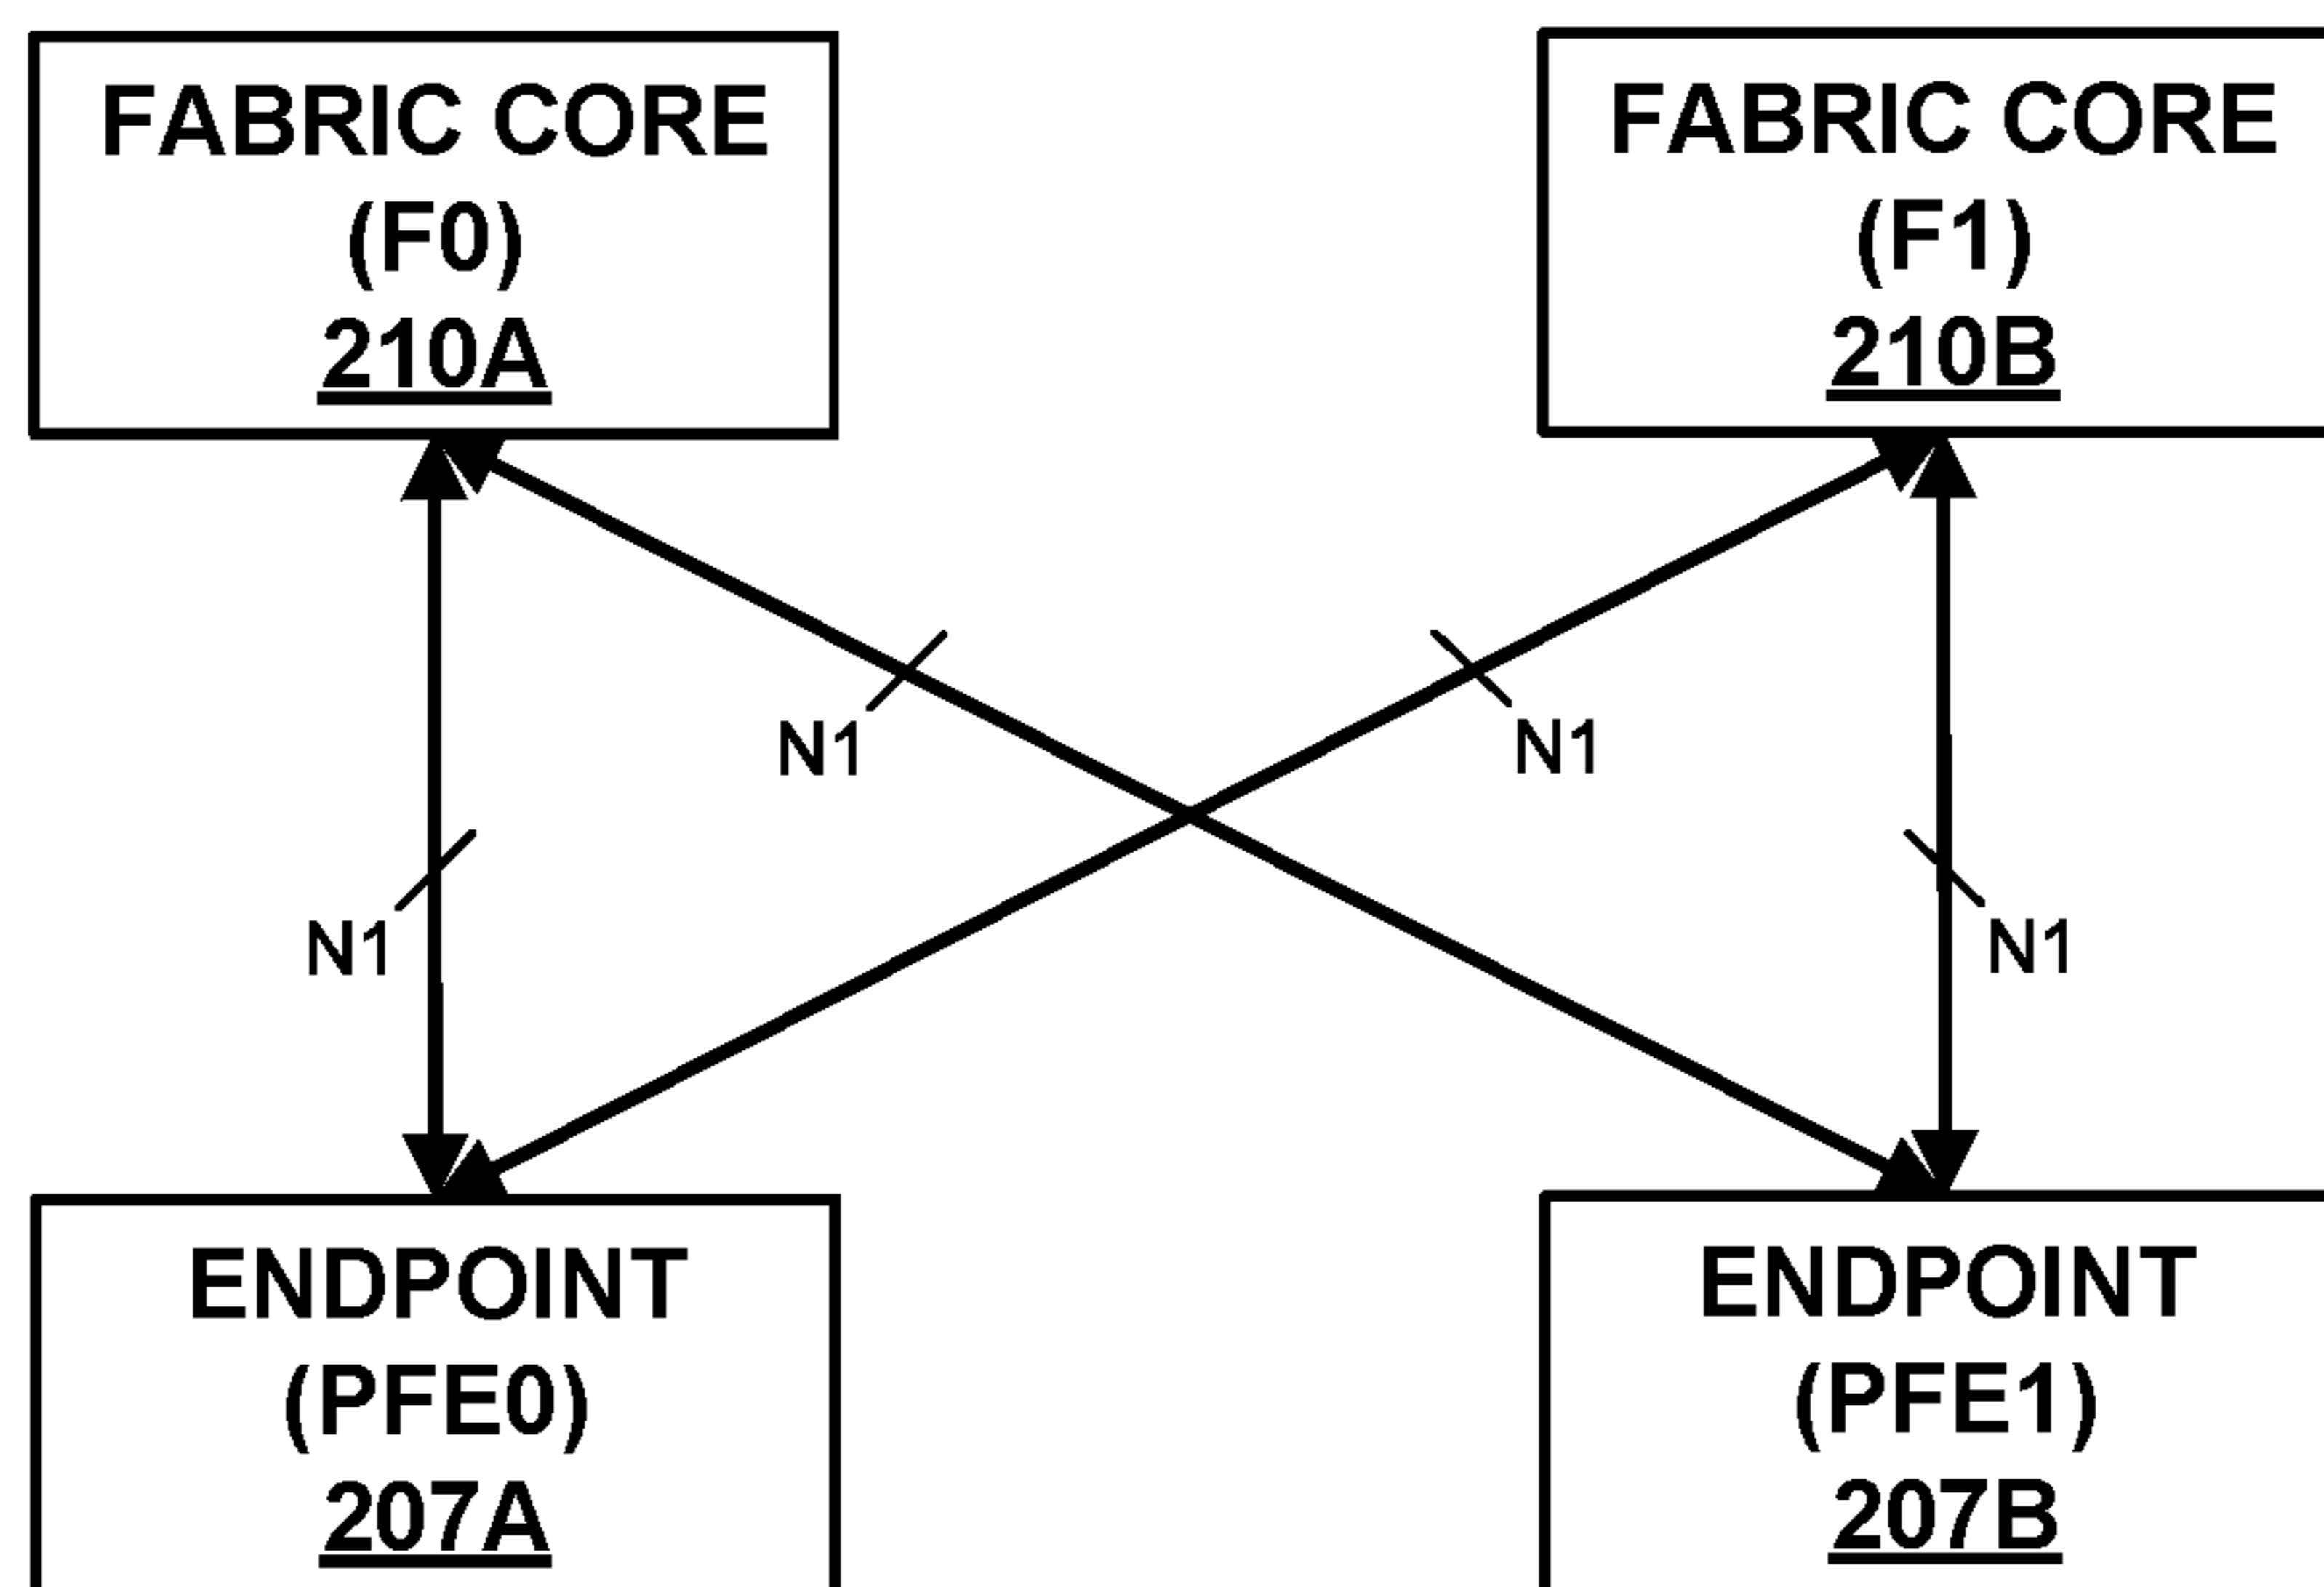 FABRIC CORE
(F0)
210A
FABRIC CORE
(F1)
210B
N1
N1
N1
N1
ENDPOINT
(PFE0)
207A
ENDPOINT
(PFE1)
207B